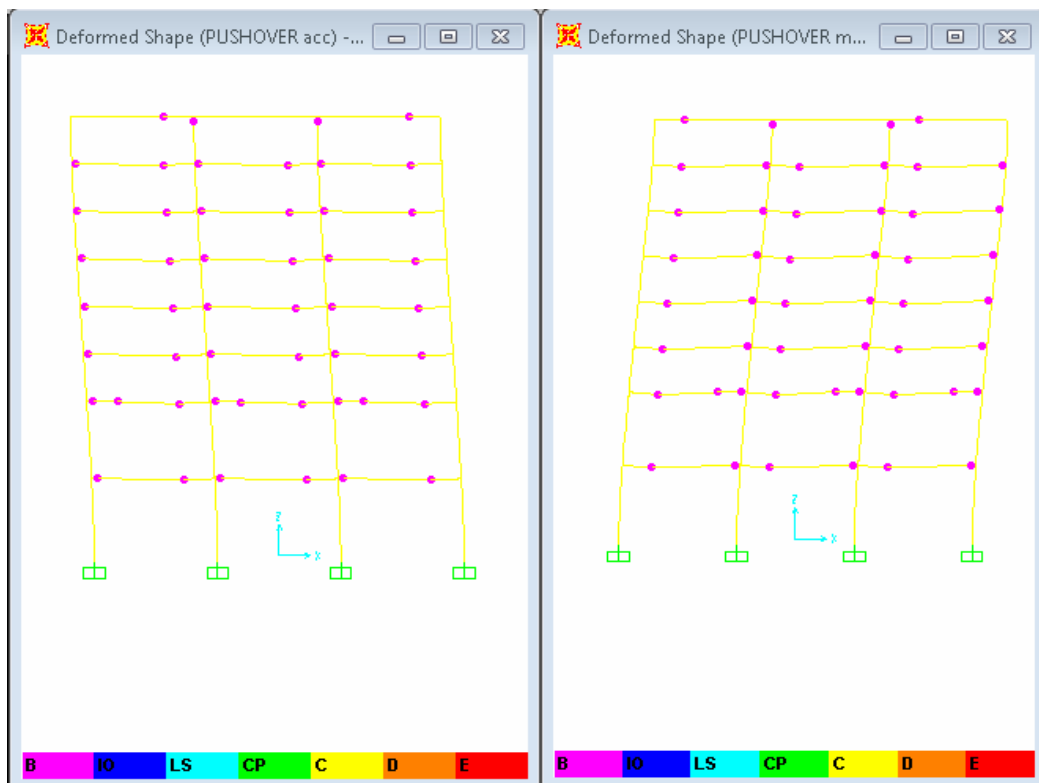 Deformed Shape (PUSHOVER acc) -...
Deformed Shape (PUSHOVER m...
Z
X
Z
X
B IO LS CP C D E
B IO LS CP C D E